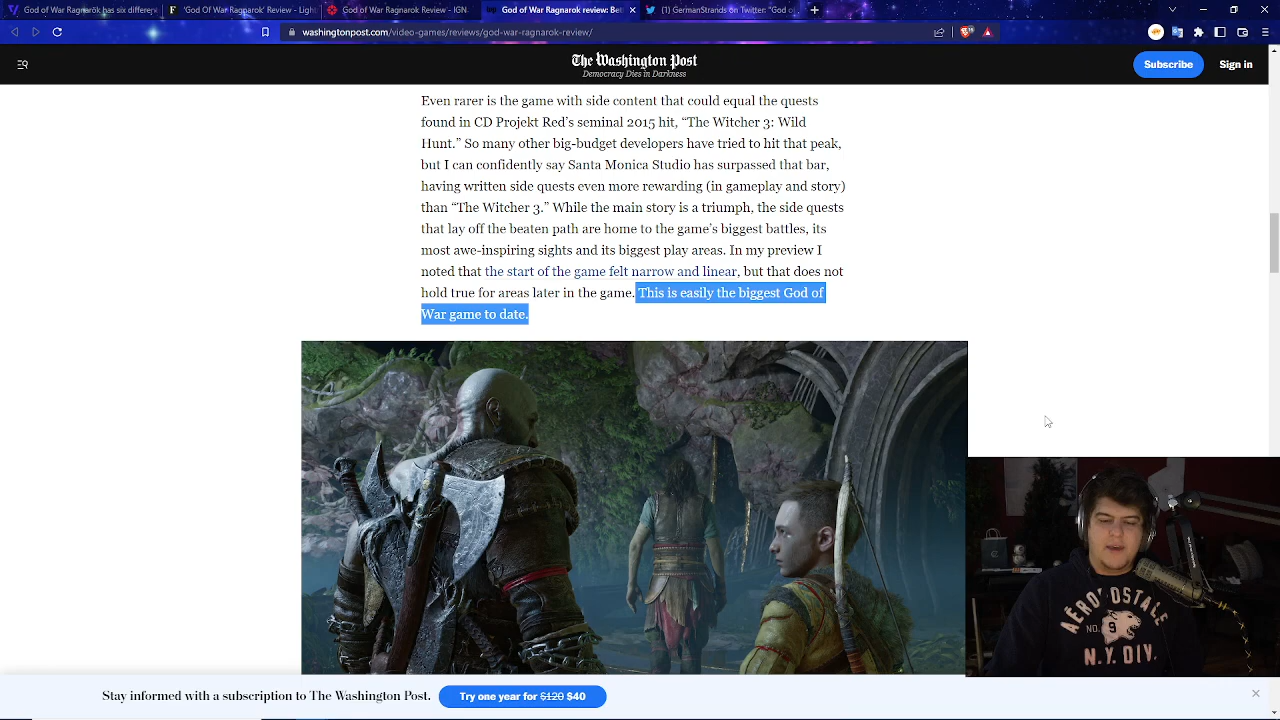 God of War Ragnarök has six differe
'God Of War Ragnarok' Review - Light
God of War Ragnarok Review - IGN
God of War Ragnarok review: Bet
(1) GermanStrands on Twitter: "God o
washingtonpost.com/video-games/reviews/god-war-ragnarok-review/
The Washington Post
Democracy Dies in Darkness
Subscribe
Sign in
Even rarer is the game with side content that could equal the quests
found in CD Projekt Red's seminal 2015 hit, "The Witcher 3: Wild
Hunt." So many other big-budget developers have tried to hit that peak,
but I can confidently say Santa Monica Studio has surpassed that bar,
having written side quests even more rewarding (in gameplay and story)
than "The Witcher 3." While the main story is a triumph, the side quests
that lay off the beaten path are home to the game's biggest battles, its
most awe-inspiring sights and its biggest play areas. In my preview I
noted that the start of the game felt narrow and linear, but that does not
hold true for areas later in the game. This is easily the biggest God of
War game to date.
AÉROPOSTALE
NO. 9
N.Y. DIV.
Stay informed with a subscription to The Washington Post.
Try one year for $120 $40